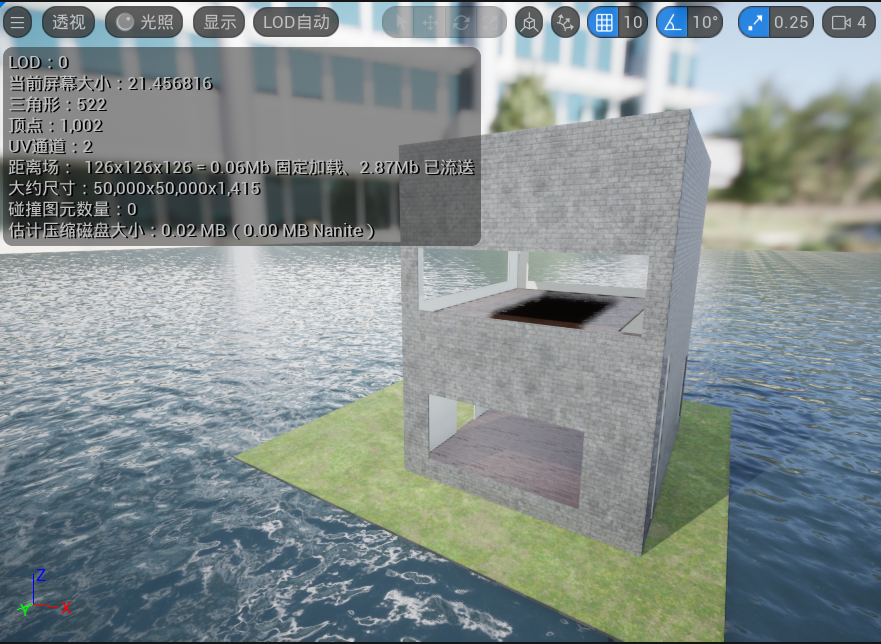 透视 光照 显示 LOD自动 10 10° 0.25 4
LOD：0
当前屏幕大小：21.456816
三角形：522
顶点：1,002
UV通道：2
距离场： 126x126x126 = 0.06Mb 固定加载、2.87Mb 已流送
大约尺寸：50,000x50,000x1,415
碰撞图元数量：0
估计压缩磁盘大小：0.02 MB（0.00 MB Nanite）
Z
Y X